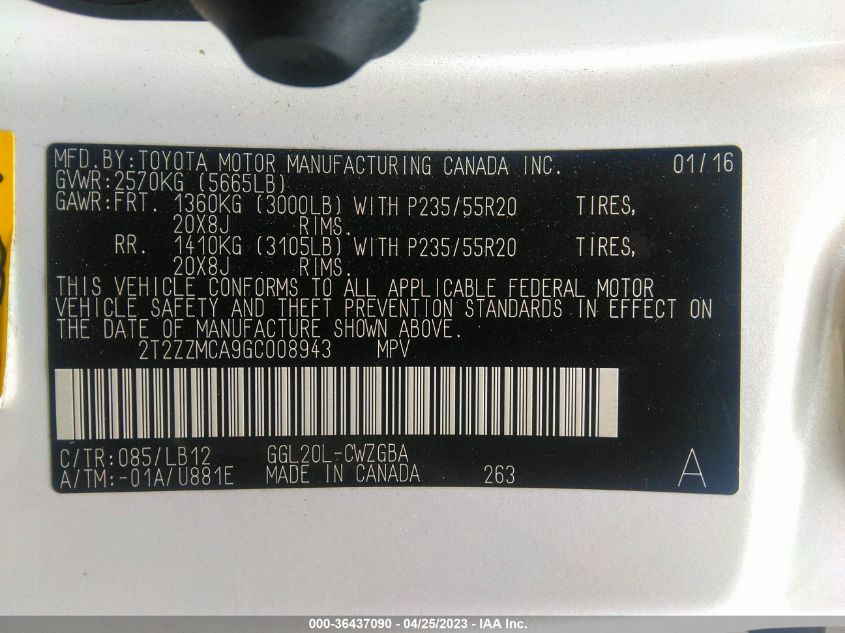 MFD.BY:TOYOTA MOTOR MANUFACTURING CANADA INC. 01/16
GVWR:2570KG (5665LB)
GAWR:FRT. 1360KG (3000LB) WITH P235/55R20 TIRES,
20X8J RIMS.
RR. 1410KG (3105LB) WITH P235/55R20 TIRES,
20X8J RIMS.
THIS VEHICLE CONFORMS TO ALL APPLICABLE FEDERAL MOTOR
VEHICLE SAFETY AND THEFT PREVENTION STANDARDS IN EFFECT ON
THE DATE OF MANUFACTURE SHOWN ABOVE.
2T2ZZMCA9GC008943 MPV
C/TR:085/LB12 GGL20L-CWZGBA
A/TM:-01A/U881E MADE IN CANADA 263 A
000-36437090 - 04/25/2023 - IAA Inc.